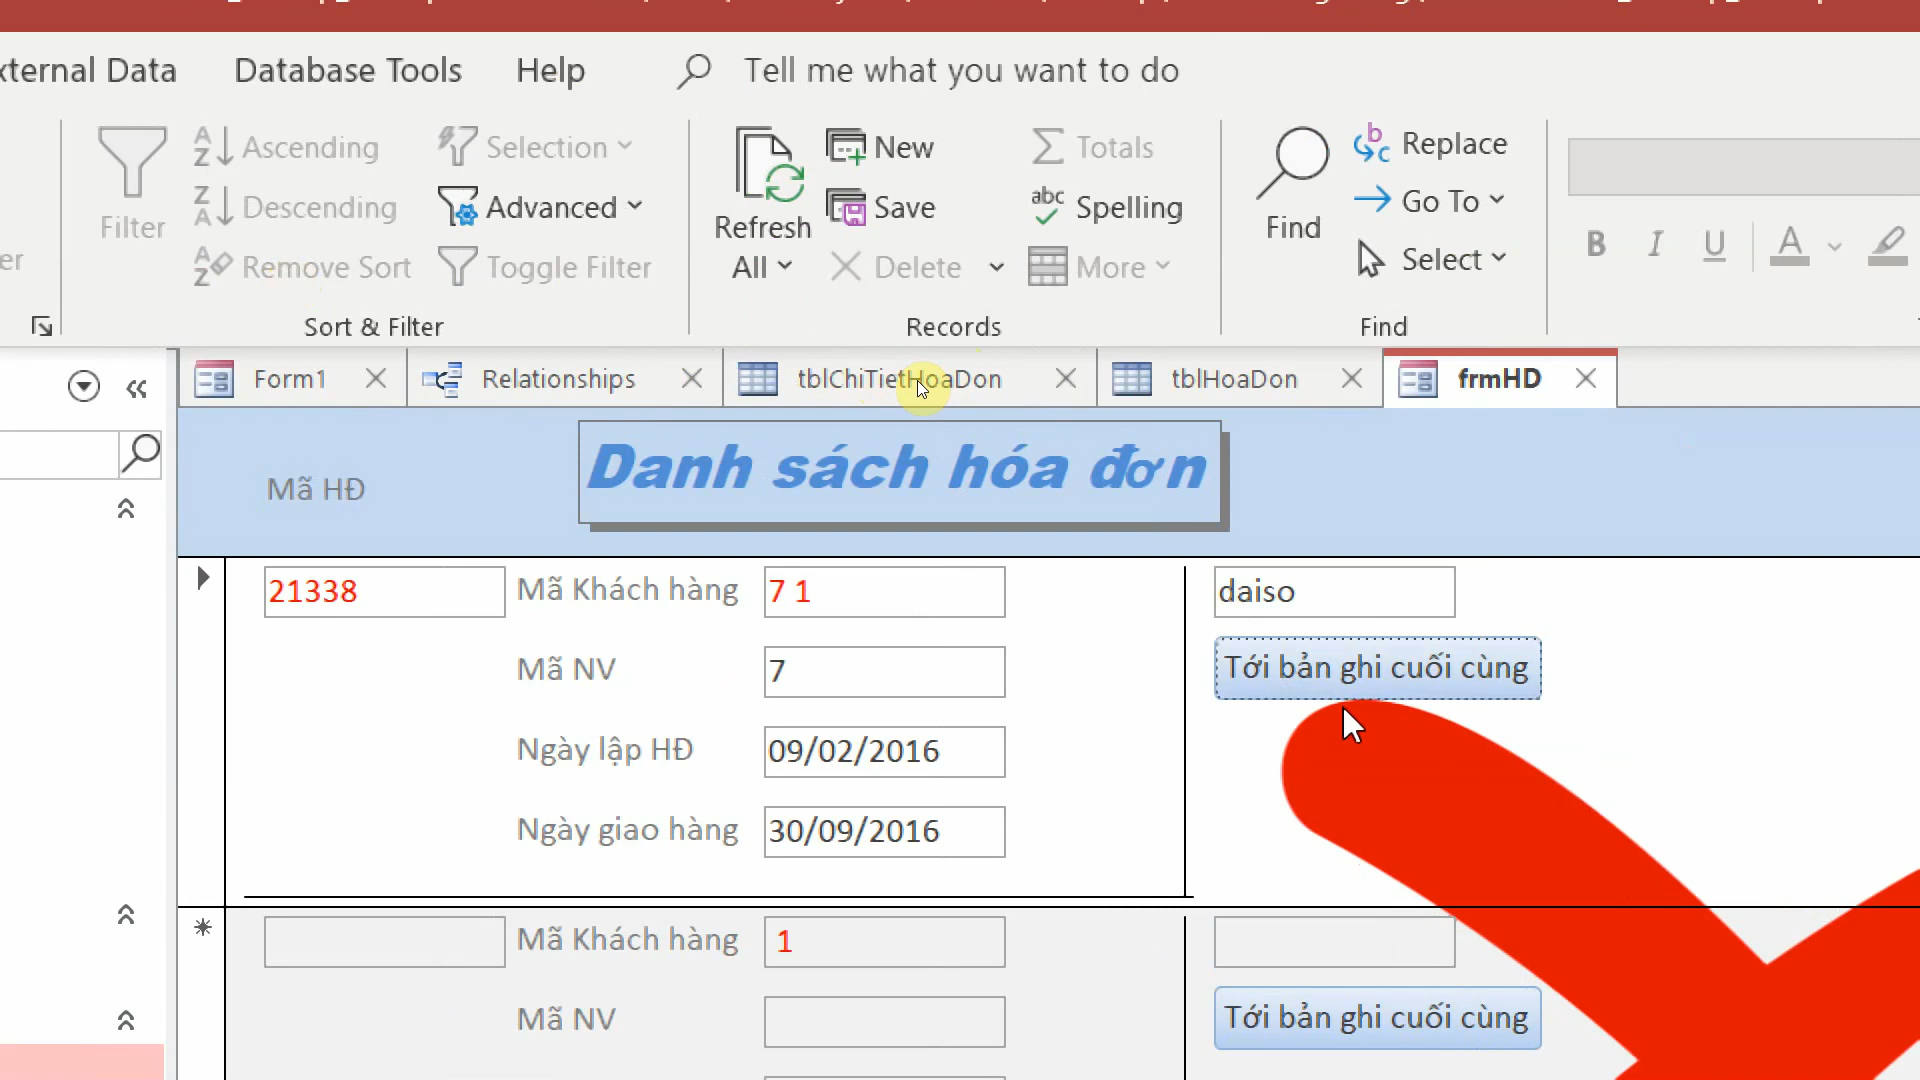 xternal Data Database Tools Help Tell me what you want to do
Filter
Ascending
Descending
Remove Sort
Selection
Advanced
Toggle Filter
Sort & Filter
Refresh
All
New
Save
Delete
Totals
Spelling
More
Records
Find
Replace
Go To
Select
Find
B I U A
er
Form1 Relationships tblChiTietHoaDon tblHoaDon frmHD
Mã HĐ
Danh sách hóa đơn
21338 Mã Khách hàng 7 1 daiso
Mã NV 7 Tới bản ghi cuối cùng
Ngày lập HĐ 09/02/2016
Ngày giao hàng 30/09/2016
Mã Khách hàng 1
Mã NV Tới bản ghi cuối cùng